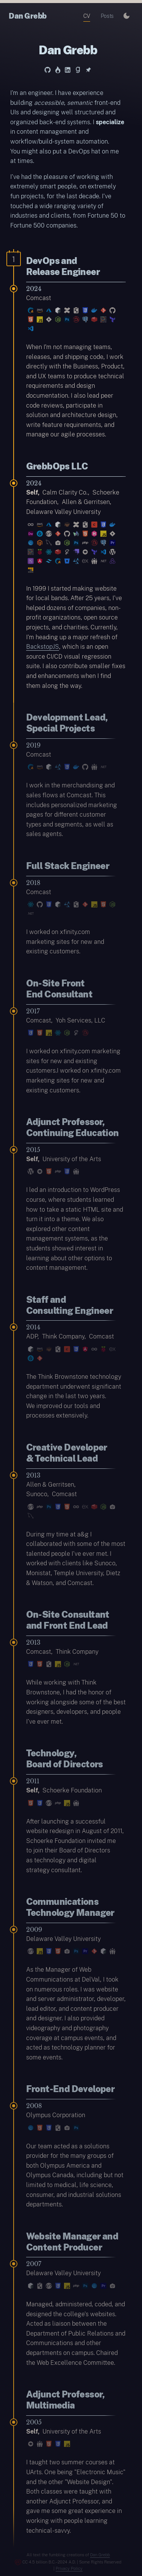 Dan Grebb
CV
Posts
Dan Grebb
I'm an engineer. I have experience
building accessible, semantic front-end
UIs and designing well structured and
organized back-end systems. I specialize
in content management and
workflow/build-system automation.
You might also put a DevOps hat on me
at times.
I've had the pleasure of working with
extremely smart people, on extremely
fun projects, for the last decade. I've
touched a wide range variety of
industries and clients, from Fortune 50 to
Fortune 500 companies.
1
DevOps and
Release Engineer
2024
Comcast
When I'm not managing teams,
releases, and shipping code, I work
directly with the Business, Product,
and UX teams to produce technical
requirements and design
documentation. I also lead peer
code reviews, participate in
solution and architecture design,
write feature requirements, and
manage our agile processes.
GrebbOps LLC
2024
Self, Calm Clarity Co., Schoerke
Foundation, Allen & Gerritsen,
Delaware Valley University
In 1999 I started making website
for local bands. After 25 years, I've
helped dozens of companies, non-
profit organizations, open source
projects, and charities. Currently,
I'm heading up a major refresh of
BackstopJS, which is an open
source CI/CD visual regression
suite. I also contribute smaller fixes
and enhancements when I find
them along the way.
Development Lead,
Special Projects
2019
Comcast
I work in the merchandising and
sales flows at Comcast. This
includes personalized marketing
pages for different customer
types and segments, as well as
sales agents.
Full Stack Engineer
2018
Comcast
I worked on xfinity.com
marketing sites for new and
existing customers.
On-Site Front
End Consultant
2017
Comcast, Yoh Services, LLC
I worked on xfinity.com marketing
sites for new and existing
customers.I worked on xfinity.com
marketing sites for new and
existing customers.
Adjunct Professor,
Continuing Education
2015
Self, University of the Arts
I led an introduction to WordPress
course, where students learned
how to take a static HTML site and
turn it into a theme. We also
explored other content
management systems, as the
students showed interest in
learning about other options to
content management.
Staff and
Consulting Engineer
2014
ADP, Think Company, Comcast
The Think Brownstone technology
department underwent significant
change in the last two years.
We improved our tools and
processes extensively.
Creative Developer
& Technical Lead
2013
Allen & Gerritsen,
Sunoco, Comcast
During my time at a&g I
collaborated with some of the most
talented people I've ever met. I
worked with clients like Sunoco,
Monistat, Temple University, Dietz
& Watson, and Comcast.
On-Site Consultant
and Front End Lead
2013
Comcast, Think Company
While working with Think
Brownstone, I had the honor of
working alongside some of the best
designers, developers, and people
I've ever met.
Technology,
Board of Directors
2011
Self, Schoerke Foundation
After launching a successful
website redesign in August of 2011,
Schoerke Foundation invited me
to join their Board of Directors
as technology and digital
strategy consultant.
Communications
Technology Manager
2009
Delaware Valley University
As the Manager of Web
Communications at DelVal, I took
on numerous roles. I was website
and server administrator, developer,
lead editor, and content producer
and designer. I also provided
videography and photography
coverage at campus events, and
acted as technology planner for
some events.
Front-End Developer
2008
Olympus Corporation
Our team acted as a solutions
provider for the many groups of
both Olympus America and
Olympus Canada, including but not
limited to medical, life science,
consumer, and industrial solutions
departments.
Website Manager and
Content Producer
2007
Delaware Valley University
Managed, administered, coded, and
designed the college's websites.
Acted as liaison between the
Department of Public Relations and
Communications and other
departments on campus. Chaired
the Web Excellence Committee.
Adjunct Professor,
Multimedia
2005
Self, University of the Arts
I taught two summer courses at
UArts. One being "Electronic Music"
and the other "Website Design".
Both classes were taught with
another Adjunct Professor, and
gave me some great experience in
working with people learning
technical-savvy.